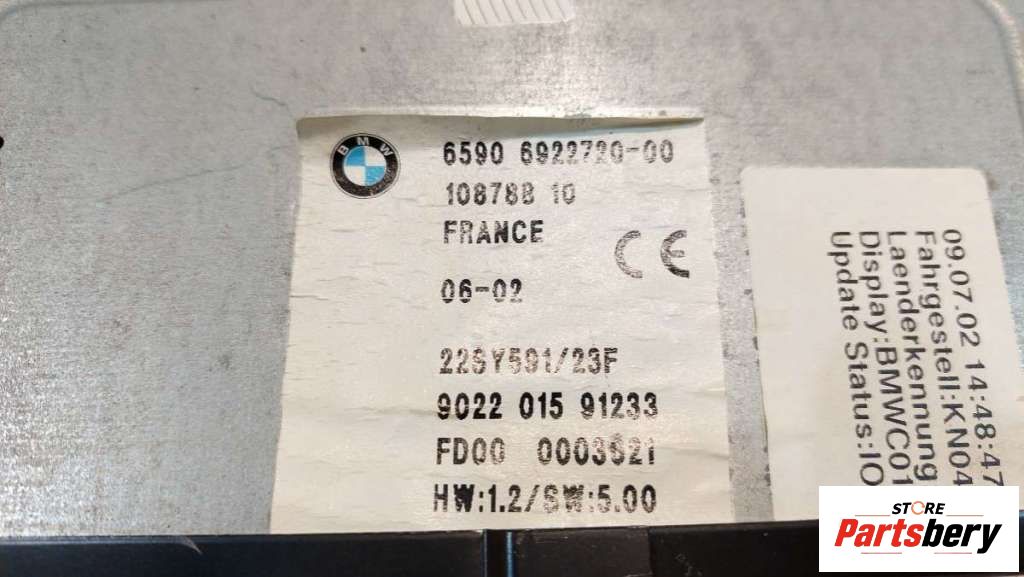 BMW
6590 6922720-00
108788 10
FRANCE
CE
06-02
22SY591/23F
9022 015 91233
FD00 0003621
HW:1.2/SW:5.00
09.07.02 14:48:47
Fahrgestell:KN04
Laenderkennung
Display:BMWC01
Update Status:IO
STORE
Partsbery